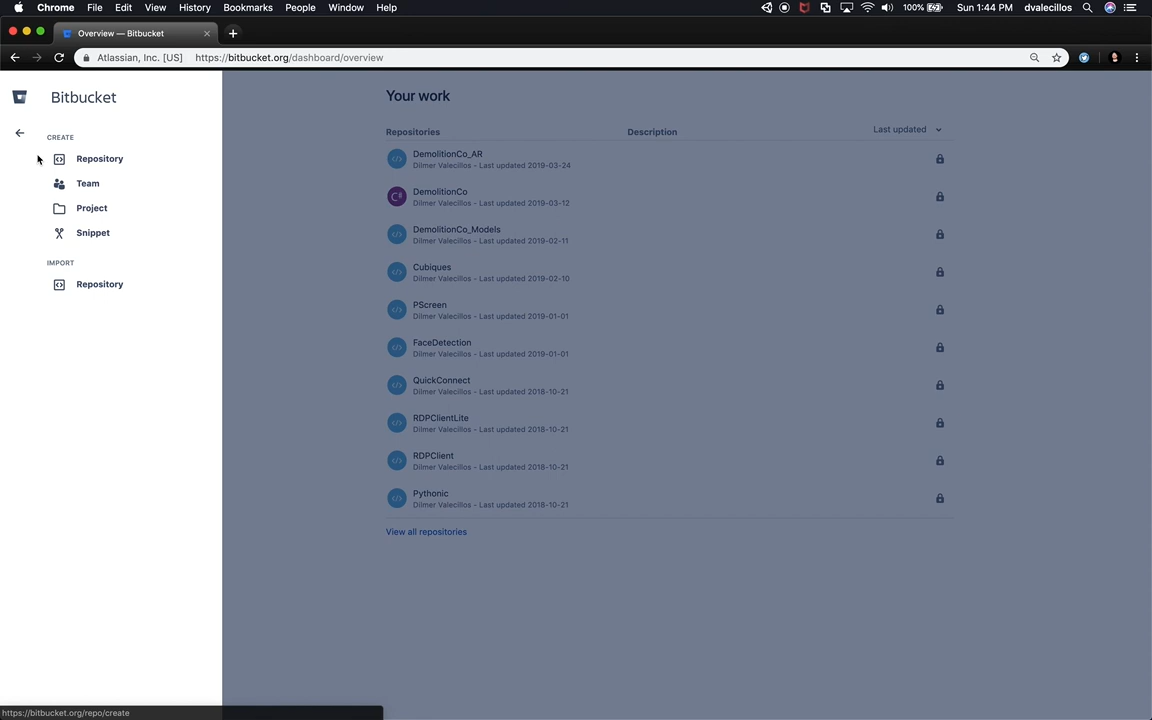 Chrome File Edit View History Bookmarks People Window Help 100% Sun 1:44 PM dvalecillos
Overview — Bitbucket
Atlassian, Inc. [US] https://bitbucket.org/dashboard/overview
Bitbucket
CREATE
Repository
Team
Project
Snippet
IMPORT
Repository
Your work
Repositories Description Last updated
DemolitionCo_AR
Dilmer Valecillos - Last updated 2019-03-24
C#
DemolitionCo
Dilmer Valecillos - Last updated 2019-03-12
DemolitionCo_Models
Dilmer Valecillos - Last updated 2019-02-11
Cubiques
Dilmer Valecillos - Last updated 2019-02-10
PScreen
Dilmer Valecillos - Last updated 2019-01-01
FaceDetection
Dilmer Valecillos - Last updated 2019-01-01
QuickConnect
Dilmer Valecillos - Last updated 2018-10-21
RDPClientLite
Dilmer Valecillos - Last updated 2018-10-21
RDPClient
Dilmer Valecillos - Last updated 2018-10-21
Pythonic
Dilmer Valecillos - Last updated 2018-10-21
View all repositories
https://bitbucket.org/repo/create